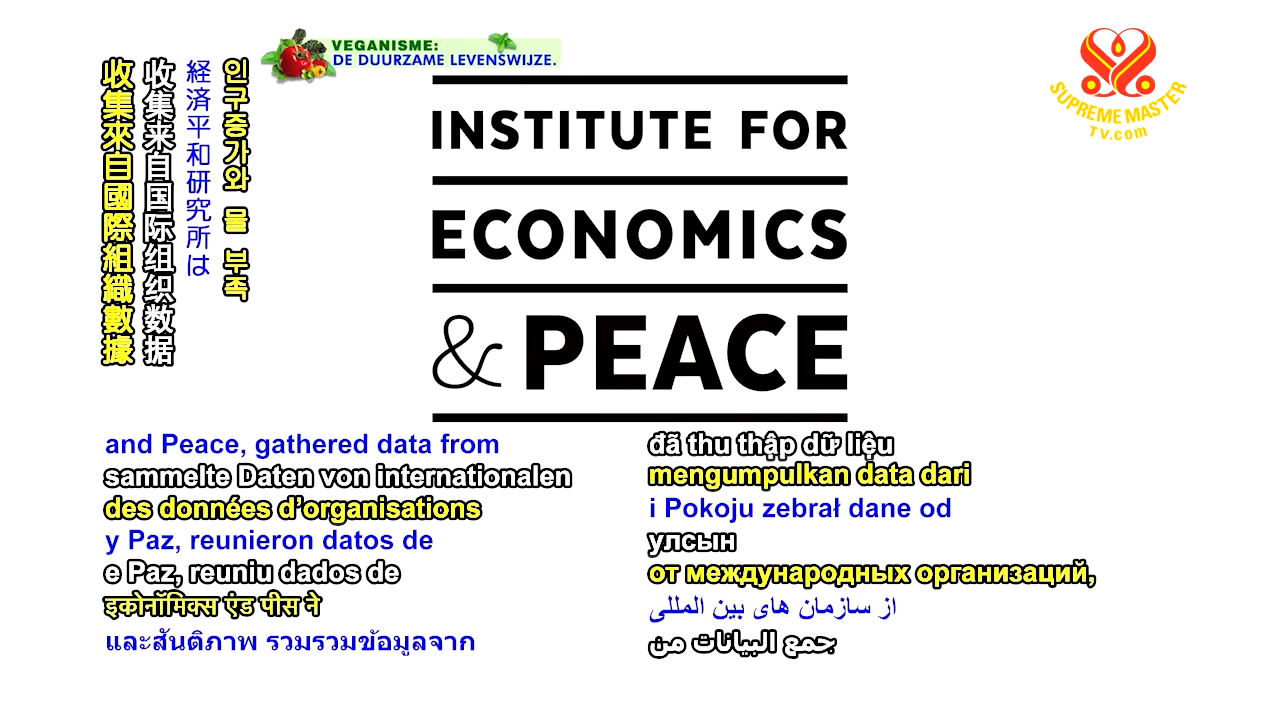 VEGANISME:
DE DUURZAME LEVENSWIJZE.
SUPREME MASTER
TV.com
인구증가와 물 부족
経済平和研究所は
收集来自国际组织数据
收集來自國際組織數據
INSTITUTE FOR
ECONOMICS
& PEACE
and Peace, gathered data from
sammelte Daten von internationalen
des données d’organisations
y Paz, reunieron datos de
e Paz, reuniu dados de
इकोनॉमिक्स एंड पीस ने
และสันติภาพ รวมรวมข้อมูลจาก
đã thu thập dữ liệu
mengumpulkan data dari
i Pokoju zebrał dane od
улсын
от международных организаций,
از سازمان های بین المللی
جمع البيانات من